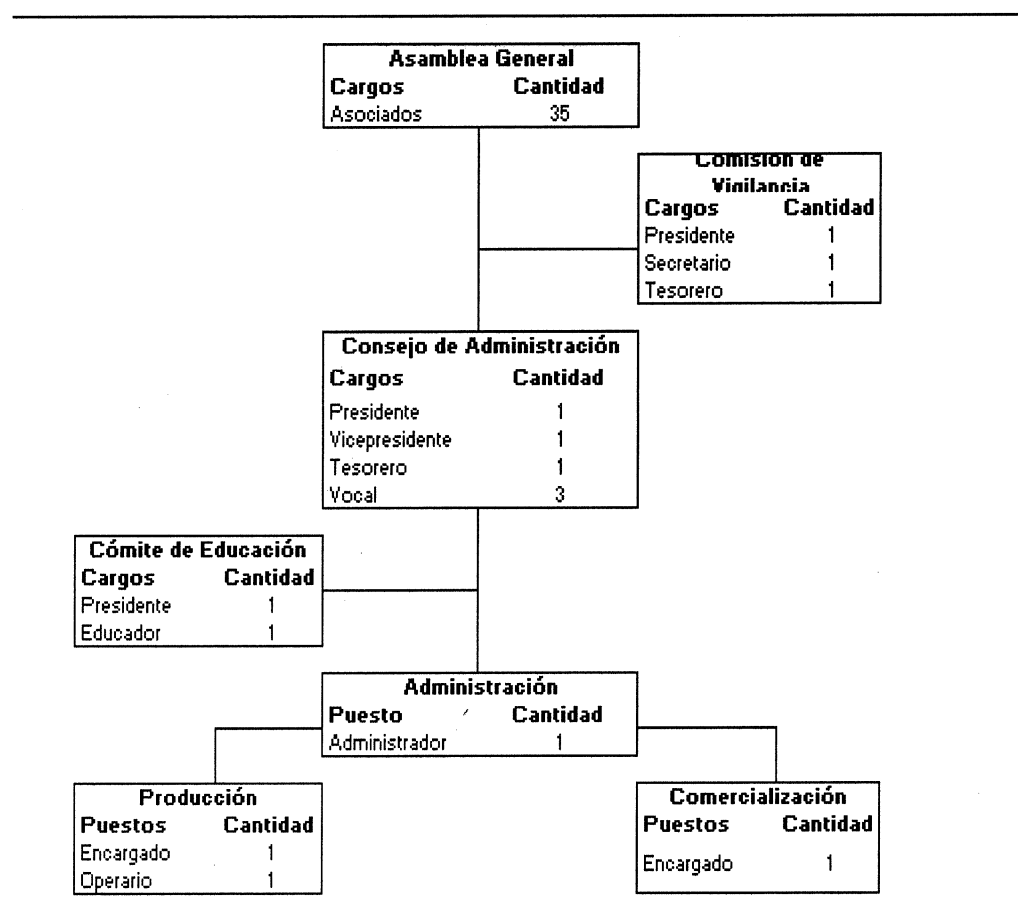 Asamblea General
Cargos Cantidad
Asociados 35
Comisión de
Vigilancia
Cargos Cantidad
Presidente 1
Secretario 1
Tesorero 1
Consejo de Administración
Cargos Cantidad
Presidente 1
Vicepresidente 1
Tesorero 1
Vocal 3
Cómite de Educación
Cargos Cantidad
Presidente 1
Educador 1
Administración
Puesto Cantidad
Administrador 1
Producción
Puestos Cantidad
Encargado 1
Operario 1
Comercialización
Puestos Cantidad
Encargado 1